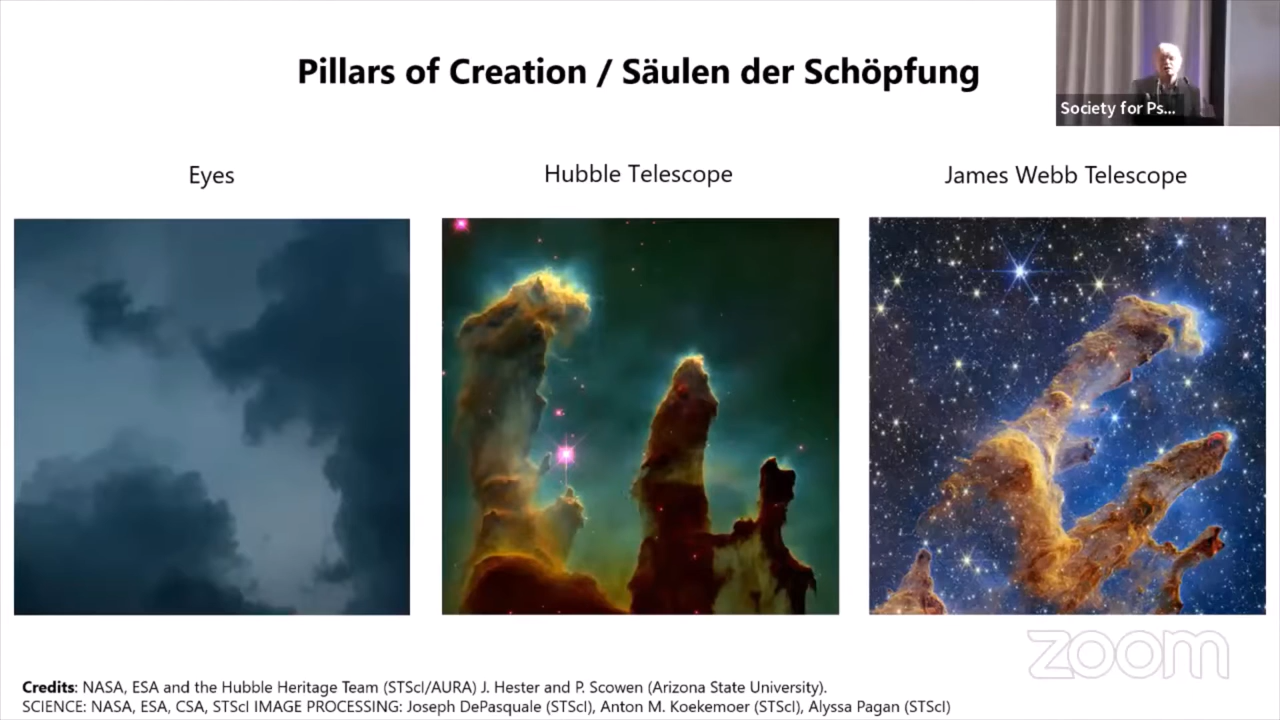 Pillars of Creation / Säulen der Schöpfung
Society for Ps...
Eyes
Hubble Telescope
James Webb Telescope
zoom
Credits: NASA, ESA and the Hubble Heritage Team (STScI/AURA) J. Hester and P. Scowen (Arizona State University).
SCIENCE: NASA, ESA, CSA, STScI IMAGE PROCESSING: Joseph DePasquale (STScI), Anton M. Koekemoer (STScI), Alyssa Pagan (STScI)